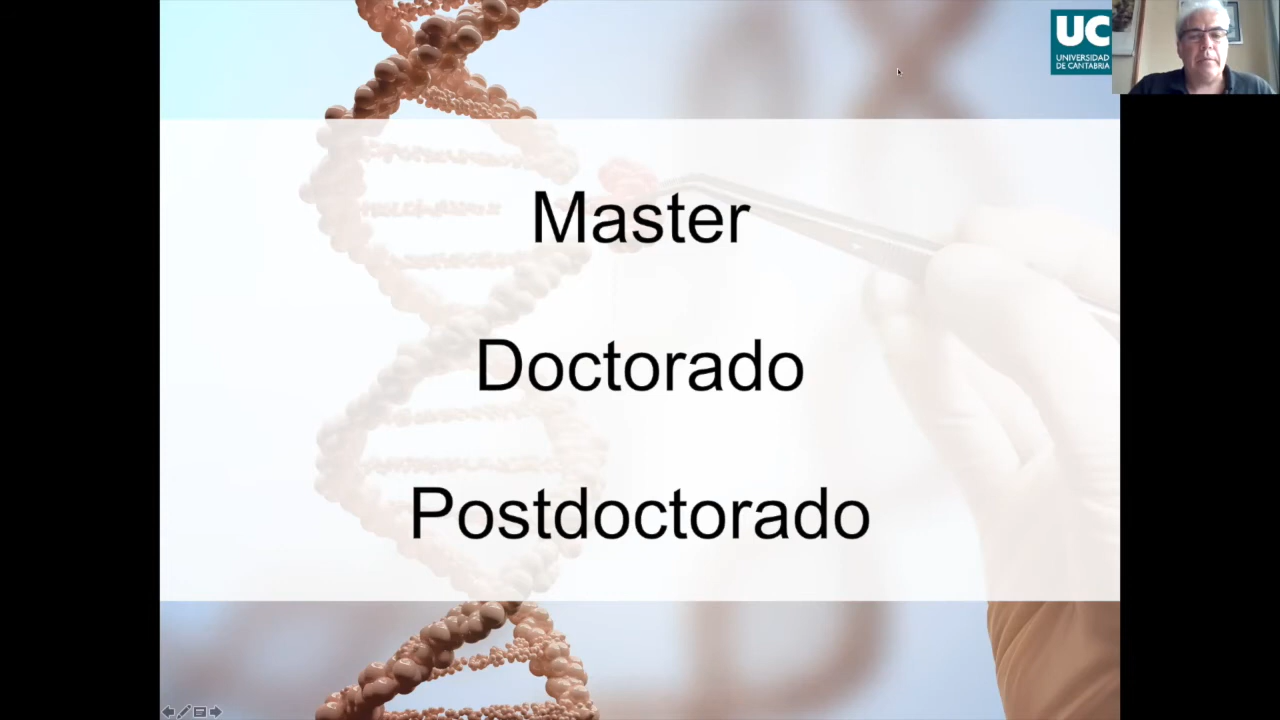 UC
UNIVERSIDAD
DE CANTABRIA
Master
Doctorado
Postdoctorado